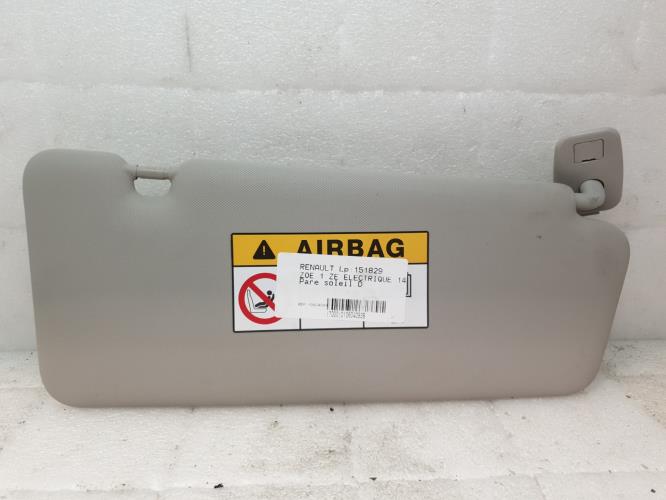 AIRBAG
RENAULT Lp 151829
ZOE 1 ZE ELECTRIQUE 14
Pare soleil D